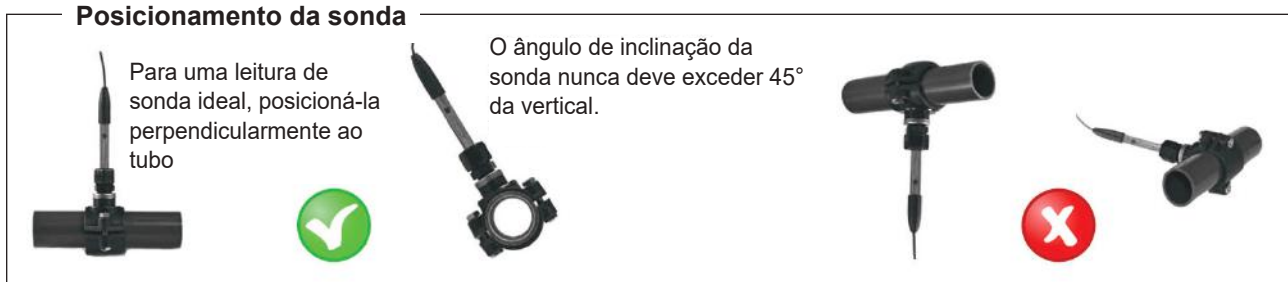 Posicionamento da sonda
Para uma leitura de
sonda ideal, posicioná-la
perpendicularmente ao
tubo
O ângulo de inclinação da
sonda nunca deve exceder 45°
da vertical.